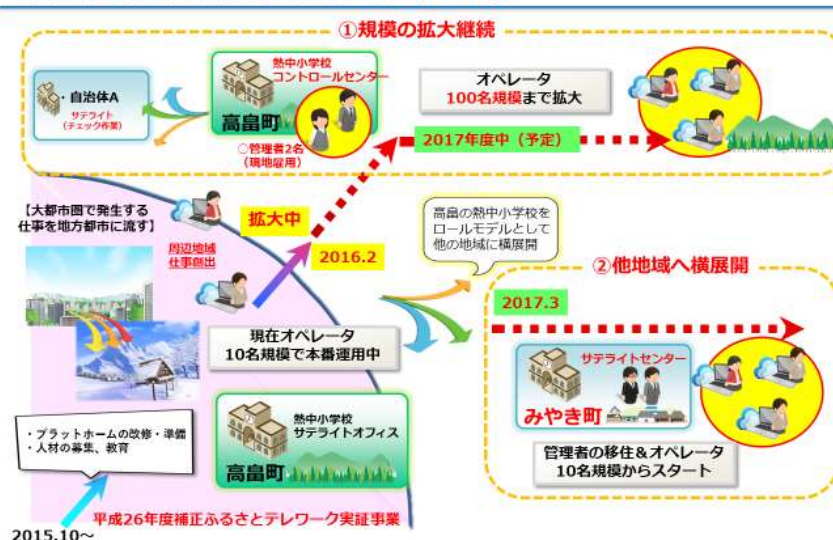 ①規模の拡大継続
・自治体A
サテライト
(チェック作業)
熱中小学校
コントロールセンター
高畠町
○管理者2名
(現地雇用)
オペレータ
100名規模まで拡大
2017年度中(予定)
【大都市圏で発生する
仕事を地方都市に流す】
拡大中
周辺地域
仕事創出
2016.2
高畠の熱中小学校を
ロールモデルとして
他の地域に横展開
②他地域へ横展開
2017.3
現在オペレータ
10名規模で本番運用中
サテライトセンター
みやき町
熱中小学校
サテライトオフィス
高畠町
管理者の移住&オペレータ
10名規模からスタート
・プラットホームの改修・準備
・人材の募集、教育
平成26年度補正ふるさとテレワーク実証事業
2015.10~